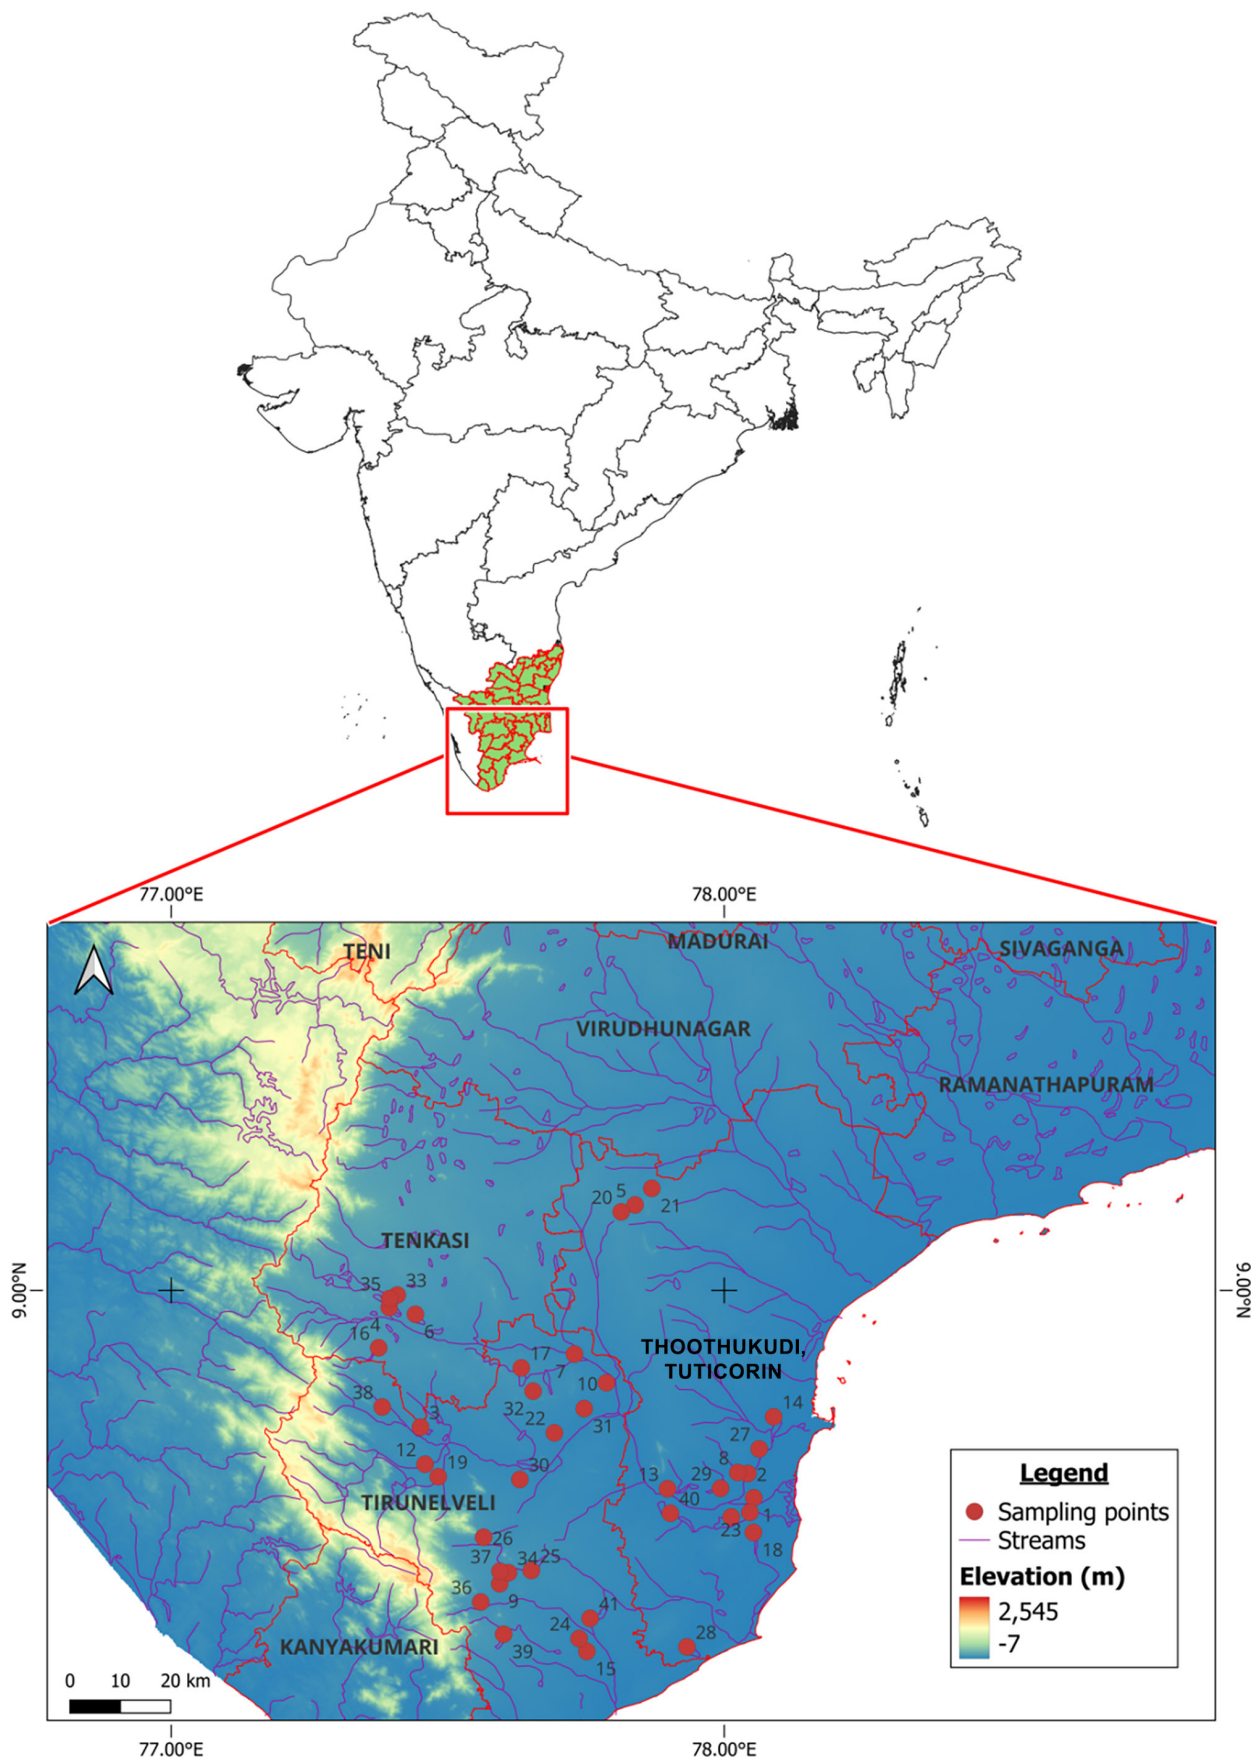 77.00°E 78.00°E
TENI
MADURAI
SIVAGANGA
VIRUDHUNAGAR
RAMANATHAPURAM
20 5 21
TENKASI
35 33
9.00°N 9.00°N
16 4 6
THOOTHUKUDI,
TUTICORIN
17 7
38 10
32 14
3 22 31
27
12 8
19 30 13 29 2
40
TIRUNELVELI
1
23
26 18
37 34 25
36 9
41
24 28
KANYAKUMARI
39 15
Legend
Sampling points
Streams
Elevation (m)
2,545
-7
0 10 20 km
77.00°E 78.00°E